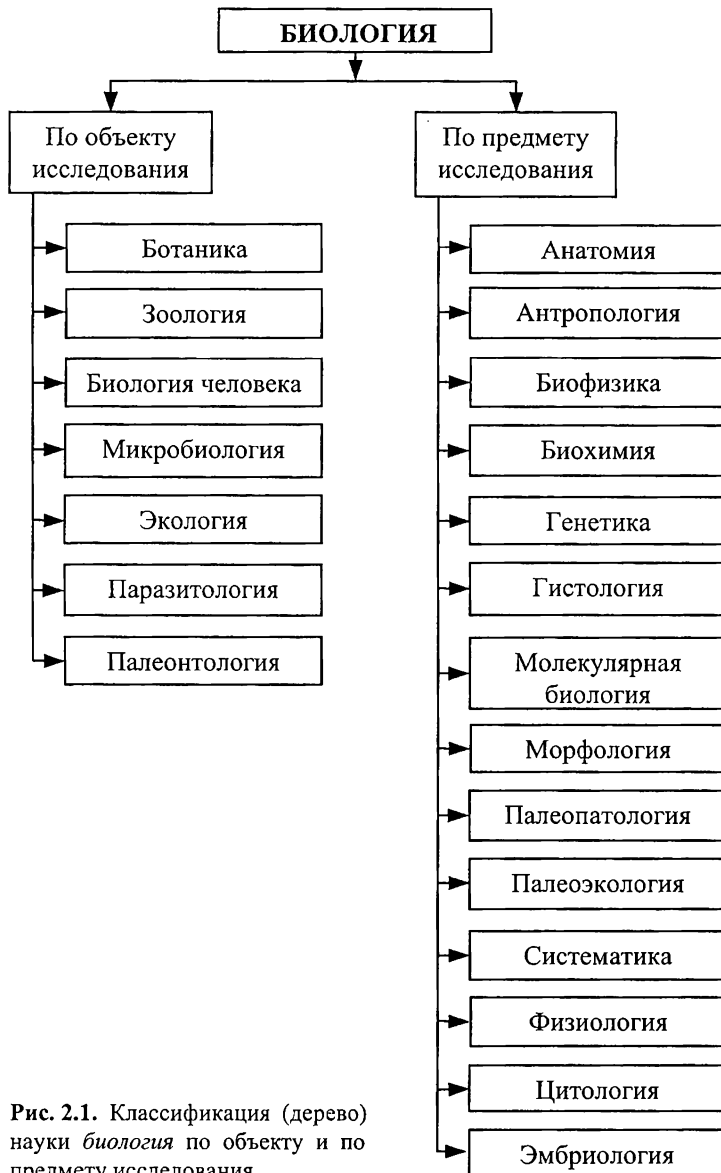 БИОЛОГИЯ
По объекту
исследования
Ботаника
Зоология
Биология человека
Микробиология
Экология
Паразитология
Палеонтология
По предмету
исследования
Анатомия
Антропология
Биофизика
Биохимия
Генетика
Гистология
Молекулярная
биология
Морфология
Палеопатология
Палеоэкология
Систематика
Физиология
Цитология
Эмбриология
Рис. 2.1. Классификация (дерево)
науки биология по объекту и по
предмету исследования